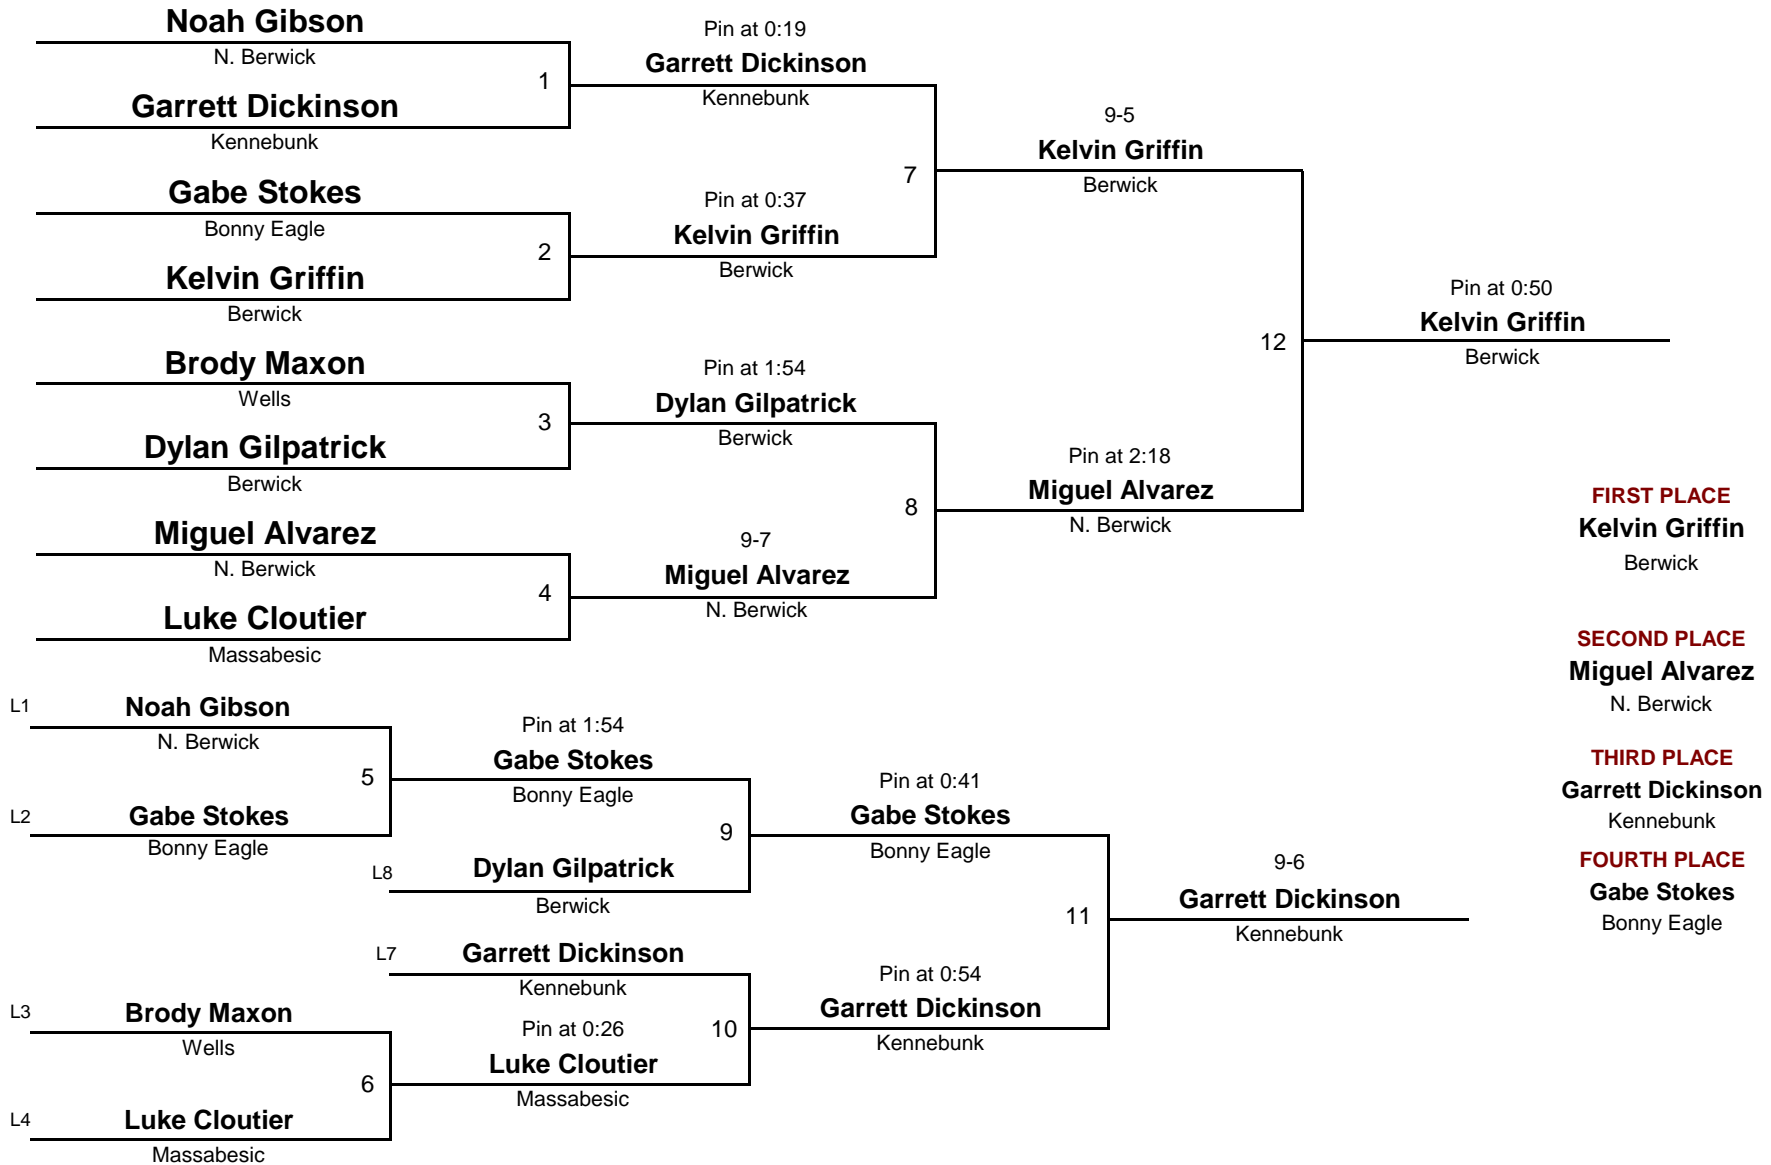 Noah Gibson
N. Berwick
1
Garrett Dickinson
Kennebunk
Gabe Stokes
Bonny Eagle
2
Kelvin Griffin
Berwick
Brody Maxon
Wells
3
Dylan Gilpatrick
Berwick
Miguel Alvarez
N. Berwick
4
Luke Cloutier
Massabesic
Pin at 0:19
Garrett Dickinson
Kennebunk
7
Pin at 0:37
Kelvin Griffin
Berwick
Pin at 1:54
Dylan Gilpatrick
Berwick
8
9-7
Miguel Alvarez
N. Berwick
9-5
Kelvin Griffin
Berwick
12
Pin at 2:18
Miguel Alvarez
N. Berwick
Pin at 0:50
Kelvin Griffin
Berwick
FIRST PLACE
Kelvin Griffin
Berwick
SECOND PLACE
Miguel Alvarez
N. Berwick
THIRD PLACE
Garrett Dickinson
Kennebunk
FOURTH PLACE
Gabe Stokes
Bonny Eagle
L1
Noah Gibson
N. Berwick
5
L2
Gabe Stokes
Bonny Eagle
L3
Brody Maxon
Wells
6
L4
Luke Cloutier
Massabesic
Pin at 1:54
Gabe Stokes
Bonny Eagle
9
L8
Dylan Gilpatrick
Berwick
L7
Garrett Dickinson
Kennebunk
10
Pin at 0:26
Luke Cloutier
Massabesic
Pin at 0:41
Gabe Stokes
Bonny Eagle
11
Pin at 0:54
Garrett Dickinson
Kennebunk
9-6
Garrett Dickinson
Kennebunk